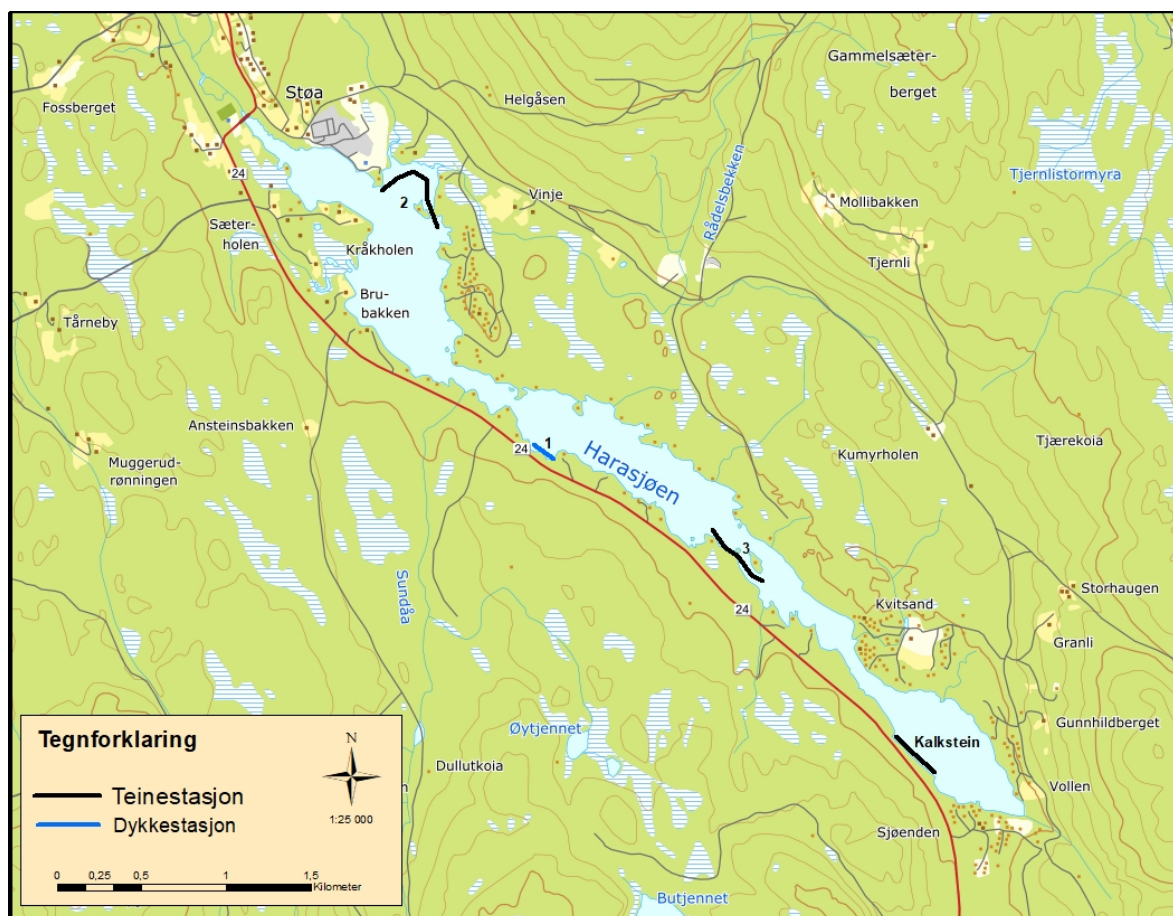 Gammelsæter-
berget
Støa
Helgåsen
Fossberget
Tjernlistormyra
24
Rådelsbekken
Vinje
Mollibakken
2
Sæter-
holen
Kråkholen
Tjernli
Bru-
bakken
Tårneby
Ansteinsbakken
1
24
Tjærekoia
Muggerud-
rønningen
Kumyrholen
Harasjøen
3
Sundåa
24
Kvitsand
Storhaugen
Granli
Øytjennet
Gunnhildberget
Kalkstein
Dullutkoia
Vollen
Sjøenden
Butjennet
Tegnforklaring
N
Teinestasjon
Dykkestasjon
1:25 000
0 0,25 0,5 1 1,5
Kilometer